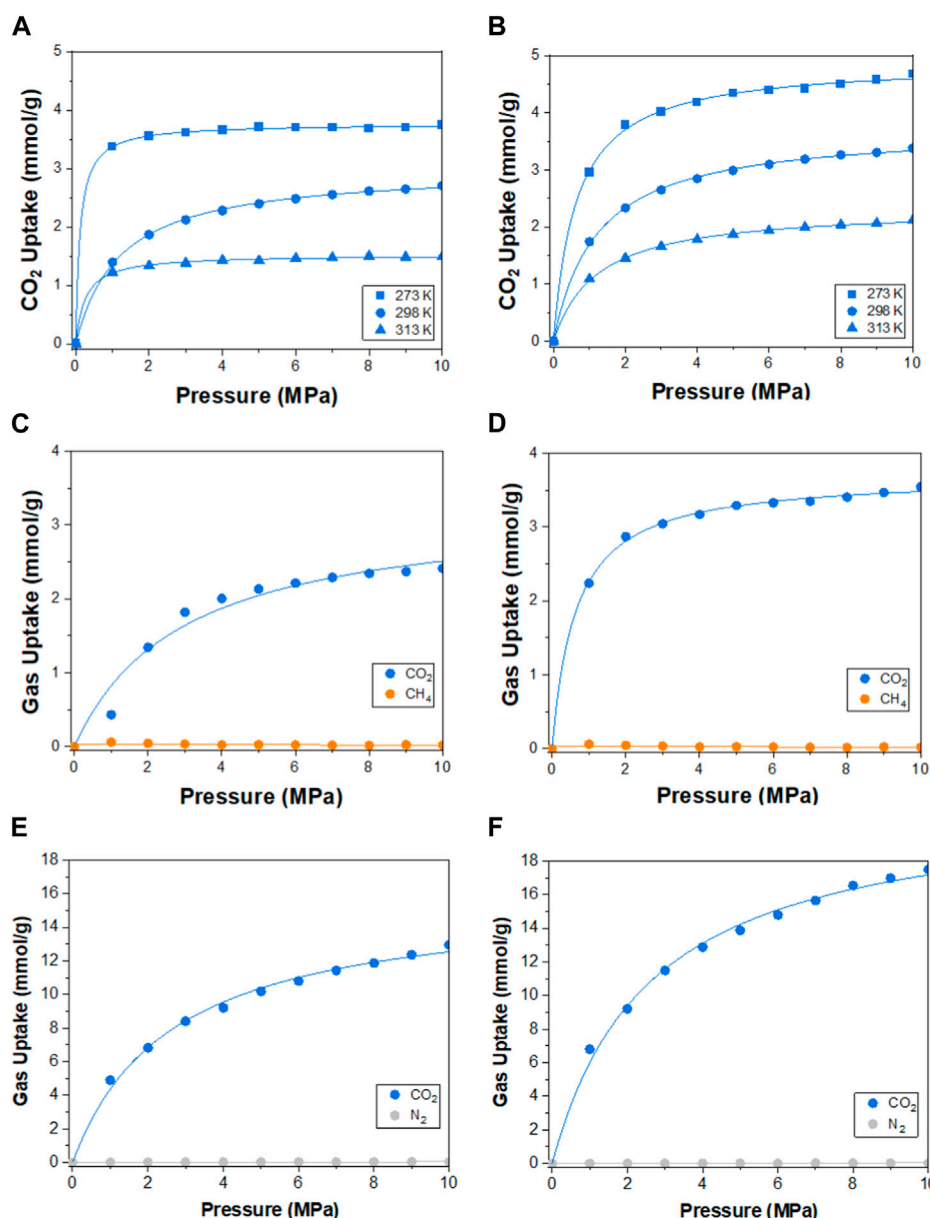 A
CO₂ Uptake (mmol/g)
5
4
3
2
1
0
273 K
298 K
313 K
0 2 4 6 8 10
Pressure (MPa)
B
CO₂ Uptake (mmol/g)
5
4
3
2
1
0
273 K
298 K
313 K
0 2 4 6 8 10
Pressure (MPa)
C
Gas Uptake (mmol/g)
4
3
2
1
0
CO₂
CH₄
0 2 4 6 8 10
Pressure (MPa)
D
Gas Uptake (mmol/g)
4
3
2
1
0
CO₂
CH₄
0 2 4 6 8 10
Pressure (MPa)
E
Gas Uptake (mmol/g)
18
16
14
12
10
8
6
4
2
0
CO₂
N₂
0 2 4 6 8 10
Pressure (MPa)
F
Gas Uptake (mmol/g)
18
16
14
12
10
8
6
4
2
0
CO₂
N₂
0 2 4 6 8 10
Pressure (MPa)